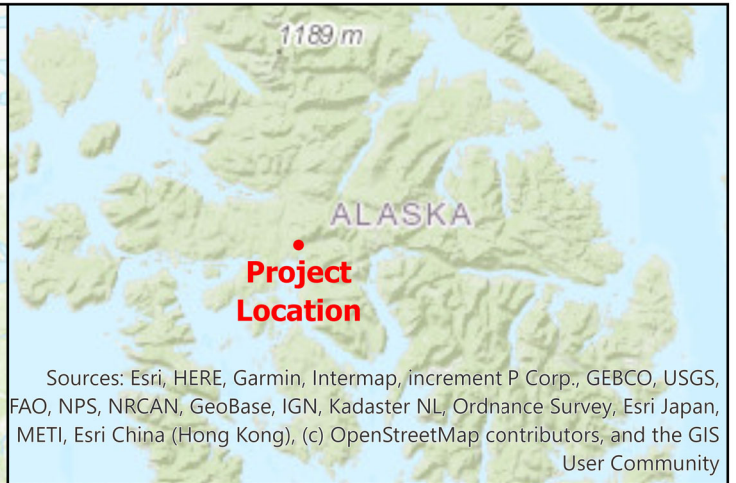 1189 m
ALASKA
Project
Location
Sources: Esri, HERE, Garmin, Intermap, increment P Corp., GEBCO, USGS,
FAO, NPS, NRCAN, GeoBase, IGN, Kadaster NL, Ordnance Survey, Esri Japan,
METI, Esri China (Hong Kong), (c) OpenStreetMap contributors, and the GIS
User Community